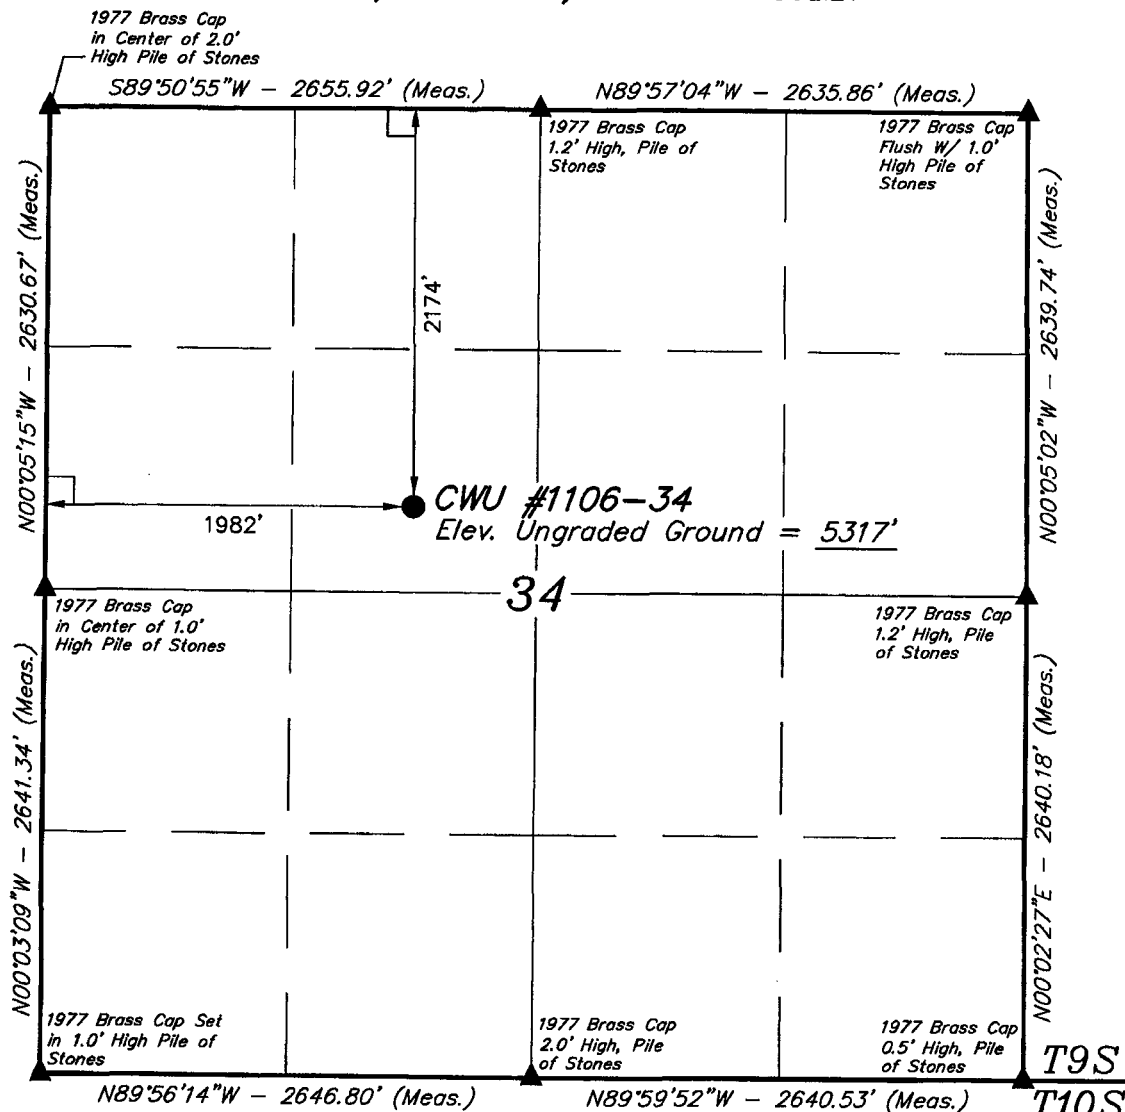 1977 Brass Cap
in Center of 2.0'
High Pile of Stones
S89°50'55"W - 2655.92' (Meas.)
N89°57'04"W - 2635.86' (Meas.)
1977 Brass Cap
1.2' High, Pile of
Stones
1977 Brass Cap
Flush W/ 1.0'
High Pile of
Stones
N00°05'15"W - 2630.67' (Meas.)
N00°05'02"W - 2639.74' (Meas.)
2174'
1982'
CWU #1106-34
Elev. Ungraded Ground = 5317'
34
1977 Brass Cap
in Center of 1.0'
High Pile of Stones
1977 Brass Cap
1.2' High, Pile
of Stones
N00°03'09"W - 2641.34' (Meas.)
N00°02'27"E - 2640.18' (Meas.)
1977 Brass Cap Set
in 1.0' High Pile of
Stones
1977 Brass Cap
2.0' High, Pile
of Stones
1977 Brass Cap
0.5' High, Pile
of Stones
T9S
T10S
N89°56'14"W - 2646.80' (Meas.)
N89°59'52"W - 2640.53' (Meas.)